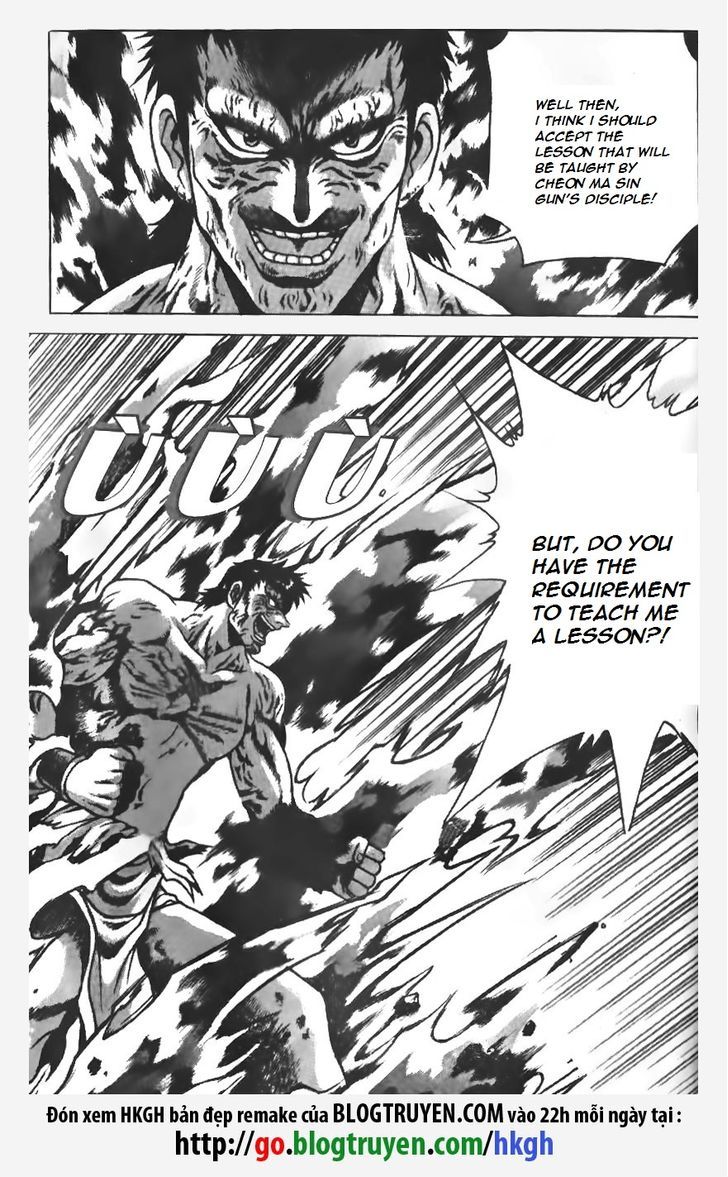 WELL THEN,
I THINK I SHOULD
ACCEPT THE
LESSON THAT WILL
BE TAUGHT BY
CHEON MA SIN
GUN'S DISCIPLE!
Ù Ù Ù
BUT, DO YOU
HAVE THE
REQUIREMENT
TO TEACH ME
A LESSON?!
Đón xem HKGH bản đẹp remake của BLOGTRUYEN.COM vào 22h mỗi ngày tại :
http://go.blogtruyen.com/hkgh